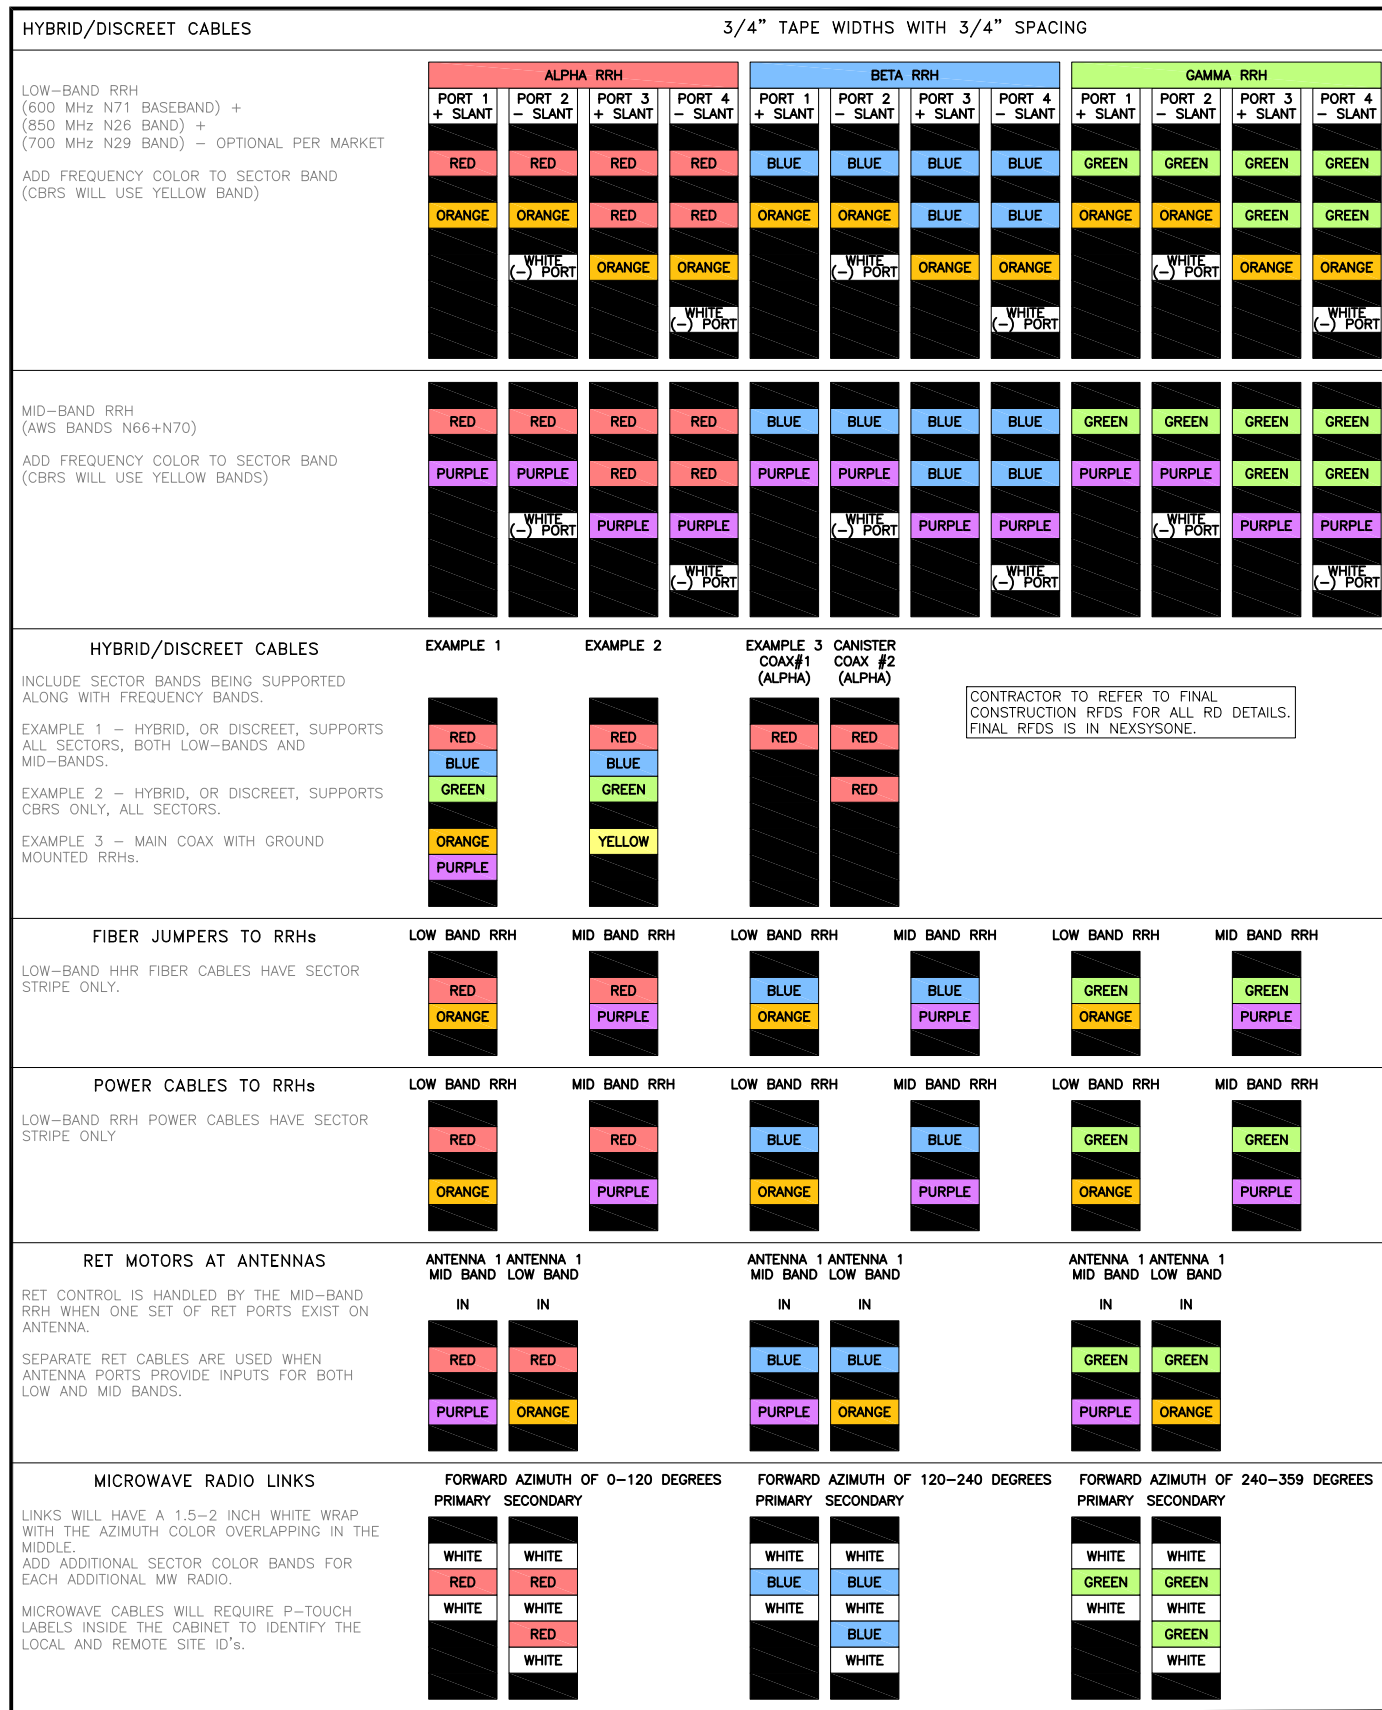 HYBRID/DISCREET CABLES 3/4” TAPE WIDTHS WITH 3/4” SPACING
LOW-BAND RRH
(600 MHz N71 BASEBAND) +
(850 MHz N26 BAND) +
(700 MHz N29 BAND) - OPTIONAL PER MARKET
ADD FREQUENCY COLOR TO SECTOR BAND
(CBRS WILL USE YELLOW BAND)
ALPHA RRH BETA RRH GAMMA RRH
PORT 1 PORT 2 PORT 3 PORT 4 PORT 1 PORT 2 PORT 3 PORT 4 PORT 1 PORT 2 PORT 3 PORT 4
+ SLANT - SLANT + SLANT - SLANT + SLANT - SLANT + SLANT - SLANT + SLANT - SLANT + SLANT - SLANT
RED RED RED RED BLUE BLUE BLUE BLUE GREEN GREEN GREEN GREEN
ORANGE ORANGE RED RED ORANGE ORANGE BLUE BLUE ORANGE ORANGE GREEN GREEN
WHITE (-) PORT ORANGE ORANGE WHITE (-) PORT ORANGE ORANGE WHITE (-) PORT ORANGE ORANGE
WHITE (-) PORT WHITE (-) PORT WHITE (-) PORT
MID-BAND RRH
(AWS BANDS N66+N70)
ADD FREQUENCY COLOR TO SECTOR BAND
(CBRS WILL USE YELLOW BANDS)
RED RED RED RED BLUE BLUE BLUE BLUE GREEN GREEN GREEN GREEN
PURPLE PURPLE RED RED PURPLE PURPLE BLUE BLUE PURPLE PURPLE GREEN GREEN
WHITE (-) PORT PURPLE PURPLE WHITE (-) PORT PURPLE PURPLE WHITE (-) PORT PURPLE PURPLE
WHITE (-) PORT WHITE (-) PORT WHITE (-) PORT
HYBRID/DISCREET CABLES
INCLUDE SECTOR BANDS BEING SUPPORTED
ALONG WITH FREQUENCY BANDS.
EXAMPLE 1 - HYBRID, OR DISCREET, SUPPORTS
ALL SECTORS, BOTH LOW-BANDS AND
MID-BANDS.
EXAMPLE 2 - HYBRID, OR DISCREET, SUPPORTS
CBRS ONLY, ALL SECTORS.
EXAMPLE 3 - MAIN COAX WITH GROUND
MOUNTED RRHs.
EXAMPLE 1 EXAMPLE 2 EXAMPLE 3 CANISTER
COAX#1 COAX #2
(ALPHA) (ALPHA)
RED RED RED RED
BLUE BLUE
GREEN GREEN RED
ORANGE YELLOW
PURPLE
CONTRACTOR TO REFER TO FINAL
CONSTRUCTION RFDS FOR ALL RD DETAILS.
FINAL RFDS IS IN NEXSYSONE.
FIBER JUMPERS TO RRHs
LOW-BAND HHR FIBER CABLES HAVE SECTOR
STRIPE ONLY.
LOW BAND RRH MID BAND RRH LOW BAND RRH MID BAND RRH LOW BAND RRH MID BAND RRH
RED RED BLUE BLUE GREEN GREEN
ORANGE PURPLE ORANGE PURPLE ORANGE PURPLE
POWER CABLES TO RRHs
LOW-BAND RRH POWER CABLES HAVE SECTOR
STRIPE ONLY
LOW BAND RRH MID BAND RRH LOW BAND RRH MID BAND RRH LOW BAND RRH MID BAND RRH
RED RED BLUE BLUE GREEN GREEN
ORANGE PURPLE ORANGE PURPLE ORANGE PURPLE
RET MOTORS AT ANTENNAS
RET CONTROL IS HANDLED BY THE MID-BAND
RRH WHEN ONE SET OF RET PORTS EXIST ON
ANTENNA.
SEPARATE RET CABLES ARE USED WHEN
ANTENNA PORTS PROVIDE INPUTS FOR BOTH
LOW AND MID BANDS.
ANTENNA 1 ANTENNA 1 ANTENNA 1 ANTENNA 1 ANTENNA 1 ANTENNA 1
MID BAND LOW BAND MID BAND LOW BAND MID BAND LOW BAND
IN IN IN IN IN IN
RED RED BLUE BLUE GREEN GREEN
PURPLE ORANGE PURPLE ORANGE PURPLE ORANGE
MICROWAVE RADIO LINKS
LINKS WILL HAVE A 1.5-2 INCH WHITE WRAP
WITH THE AZIMUTH COLOR OVERLAPPING IN THE
MIDDLE.
ADD ADDITIONAL SECTOR COLOR BANDS FOR
EACH ADDITIONAL MW RADIO.
MICROWAVE CABLES WILL REQUIRE P-TOUCH
LABELS INSIDE THE CABINET TO IDENTIFY THE
LOCAL AND REMOTE SITE ID's.
FORWARD AZIMUTH OF 0-120 DEGREES FORWARD AZIMUTH OF 120-240 DEGREES FORWARD AZIMUTH OF 240-359 DEGREES
PRIMARY SECONDARY PRIMARY SECONDARY PRIMARY SECONDARY
WHITE WHITE WHITE WHITE WHITE WHITE
RED RED BLUE BLUE GREEN GREEN
WHITE WHITE WHITE WHITE WHITE WHITE
RED BLUE GREEN
WHITE WHITE WHITE